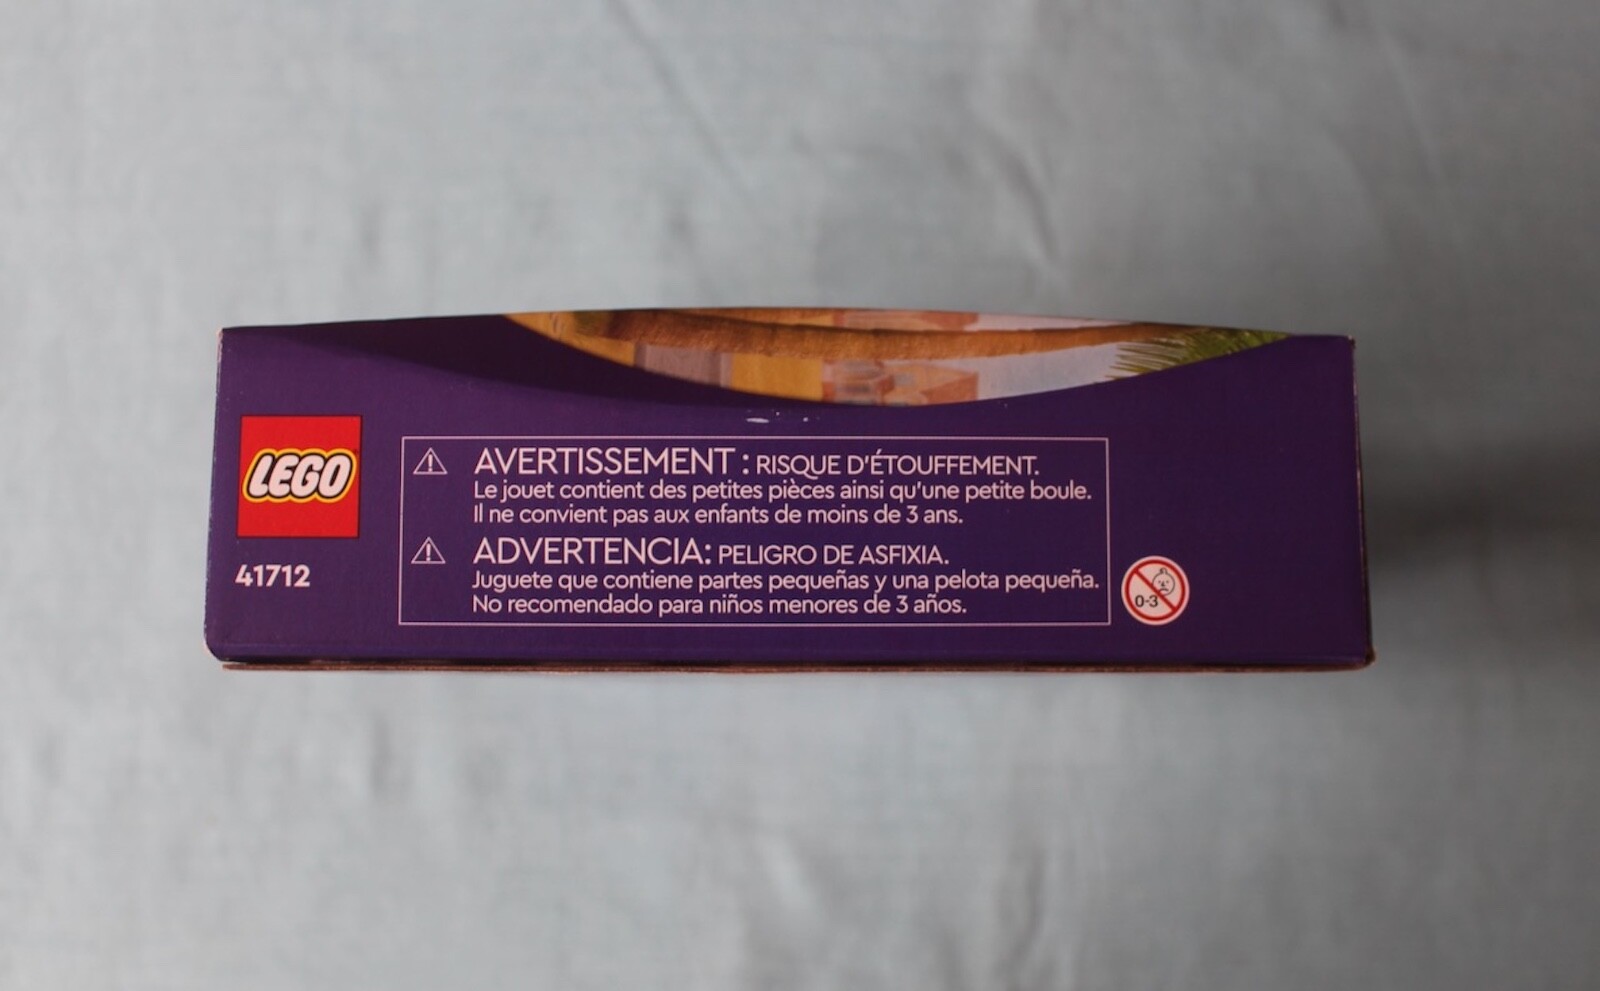 LEGO
41712
AVERTISSEMENT : RISQUE D'ÉTOUFFEMENT.
Le jouet contient des petites pièces ainsi qu'une petite boule.
Il ne convient pas aux enfants de moins de 3 ans.
ADVERTENCIA: PELIGRO DE ASFIXIA.
Juguete que contiene partes pequeñas y una pelota pequeña.
No recomendado para niños menores de 3 años.
0-3